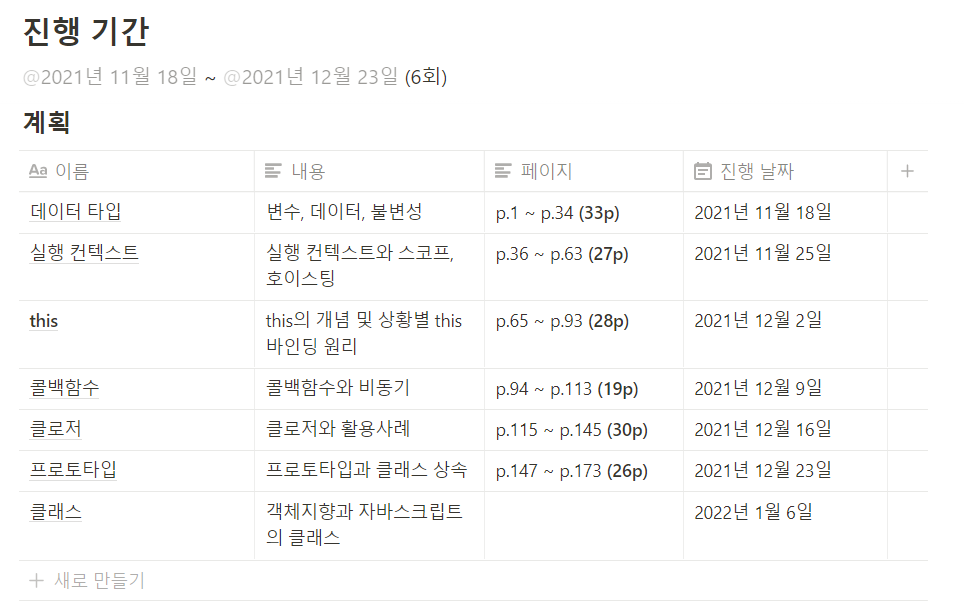 진행 기간
@2021년 11월 18일 ~ @2021년 12월 23일 (6회)
계획
Aa 이름 내용 페이지 진행 날짜 +
데이터 타입 변수, 데이터, 불변성 p.1 ~ p.34 (33p) 2021년 11월 18일
실행 컨텍스트 실행 컨텍스트와 스코프, p.36 ~ p.63 (27p) 2021년 11월 25일
호이스팅
this this의 개념 및 상황별 this p.65 ~ p.93 (28p) 2021년 12월 2일
바인딩 원리
콜백함수 콜백함수와 비동기 p.94 ~ p.113 (19p) 2021년 12월 9일
클로저 클로저와 활용사례 p.115 ~ p.145 (30p) 2021년 12월 16일
프로토타입 프로토타입과 클래스 상속 p.147 ~ p.173 (26p) 2021년 12월 23일
클래스 객체지향과 자바스크립트 2022년 1월 6일
의 클래스
+ 새로 만들기